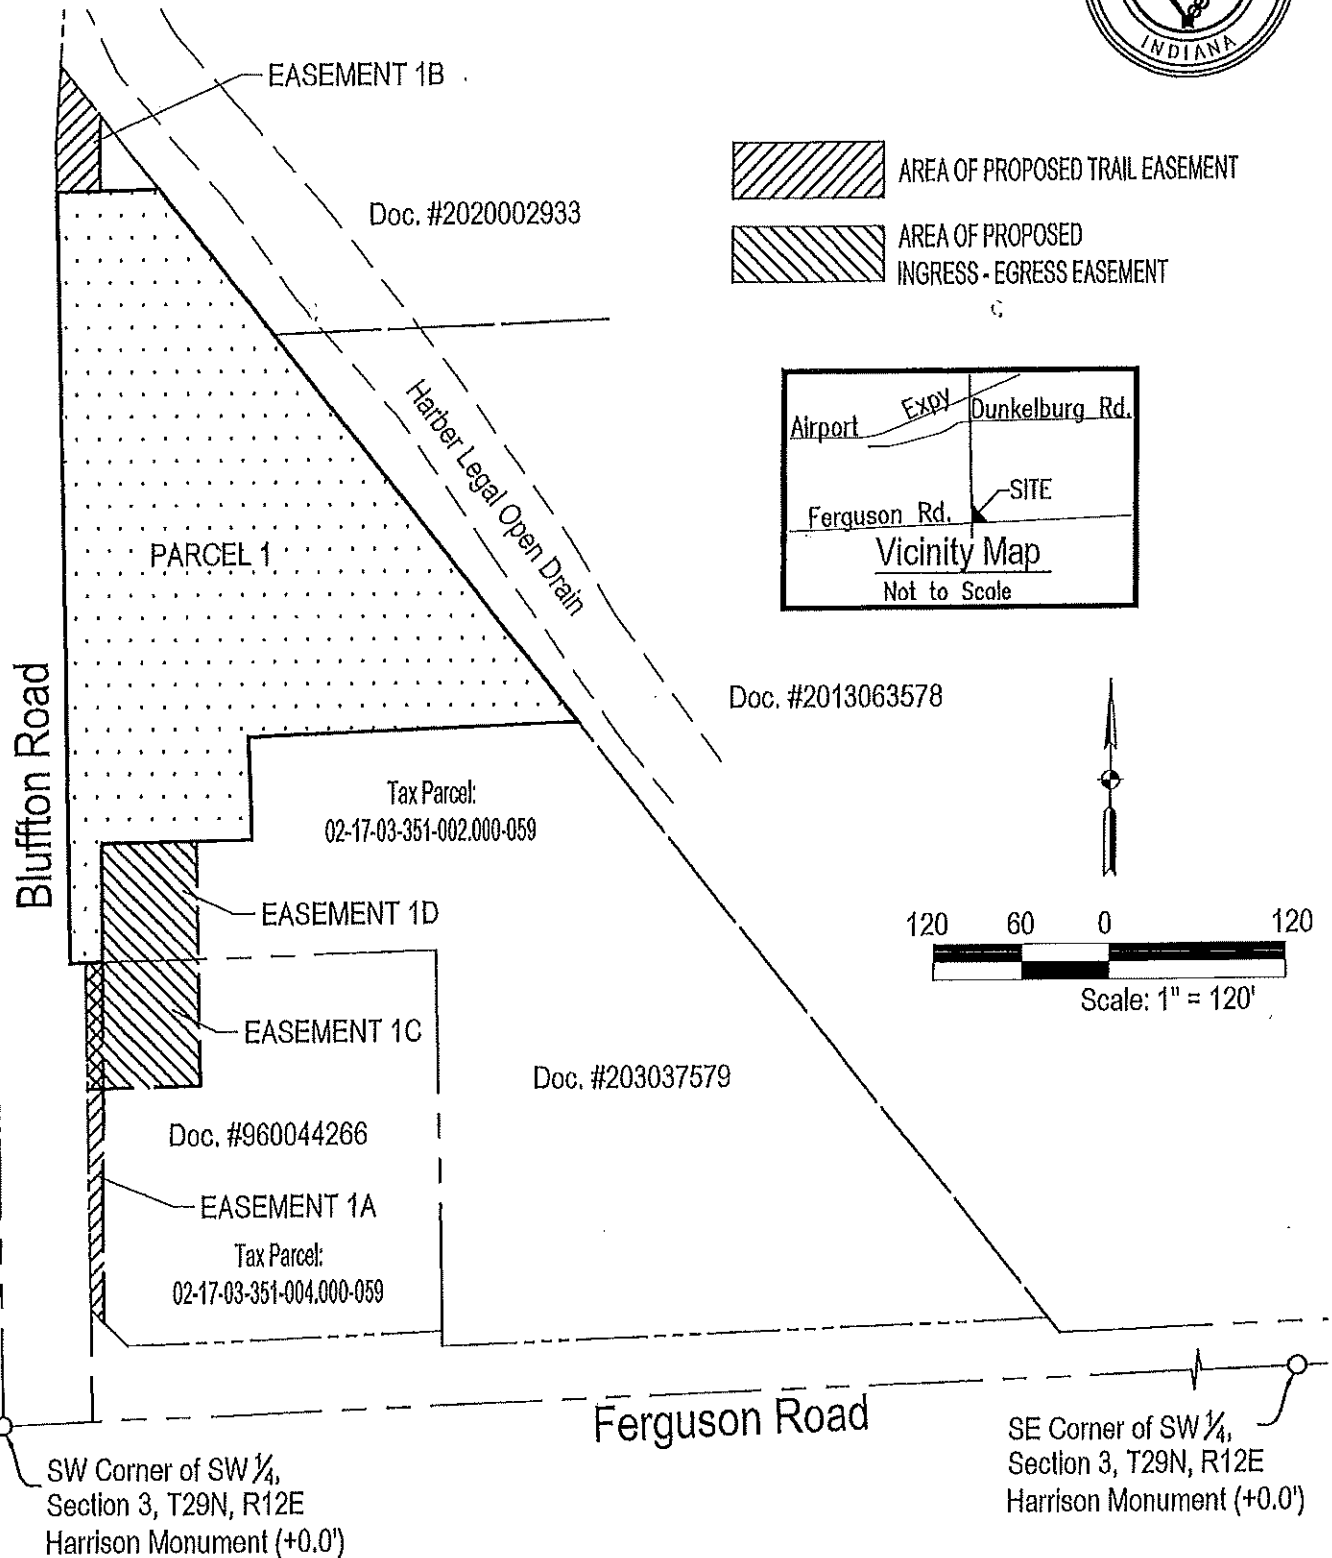 INDIANA
EASEMENT 1B
AREA OF PROPOSED TRAIL EASEMENT
Doc. #2020002933
AREA OF PROPOSED
INGRESS - EGRESS EASEMENT
Harber Legal Open Drain
Airport
Expy
Dunkelburg Rd.
SITE
Ferguson Rd.
Vicinity Map
Not to Scale
PARCEL 1
Bluffton Road
Doc. #2013063578
Tax Parcel:
02-17-03-351-002.000-059
EASEMENT 1D
120 60 0 120
Scale: 1" = 120'
EASEMENT 1C
Doc. #203037579
Doc. #960044266
EASEMENT 1A
Tax Parcel:
02-17-03-351-004.000-059
Ferguson Road
SW Corner of SW ¼,
Section 3, T29N, R12E
Harrison Monument (+0.0')
SE Corner of SW ¼,
Section 3, T29N, R12E
Harrison Monument (+0.0')